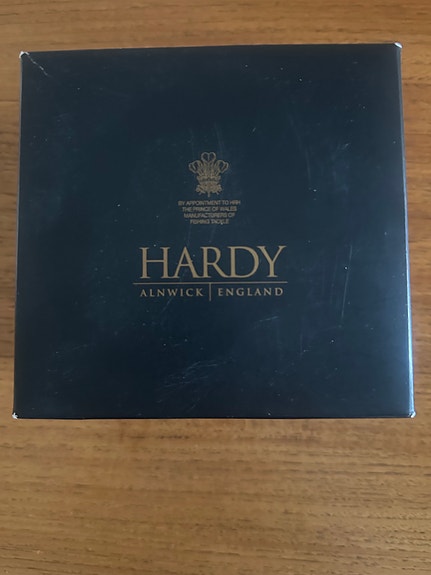 BY APPOINTMENT TO HRH
THE PRINCE OF WALES
MANUFACTURERS OF
FISHING TACKLE
HARDY
ALNWICK | ENGLAND